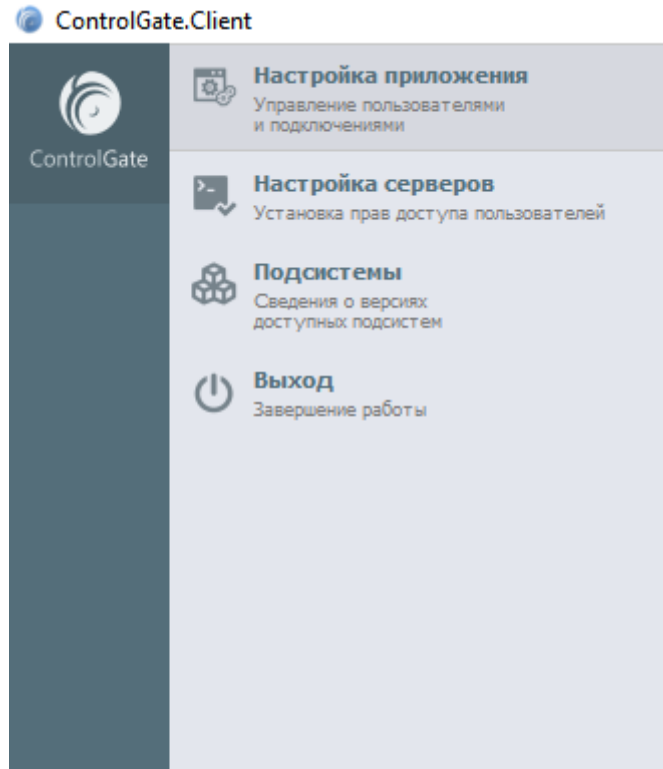 ControlGate.Client
ControlGate
Настройка приложения
Управление пользователями
и подключениями
Настройка серверов
Установка прав доступа пользователей
Подсистемы
Сведения о версиях
доступных подсистем
Выход
Завершение работы